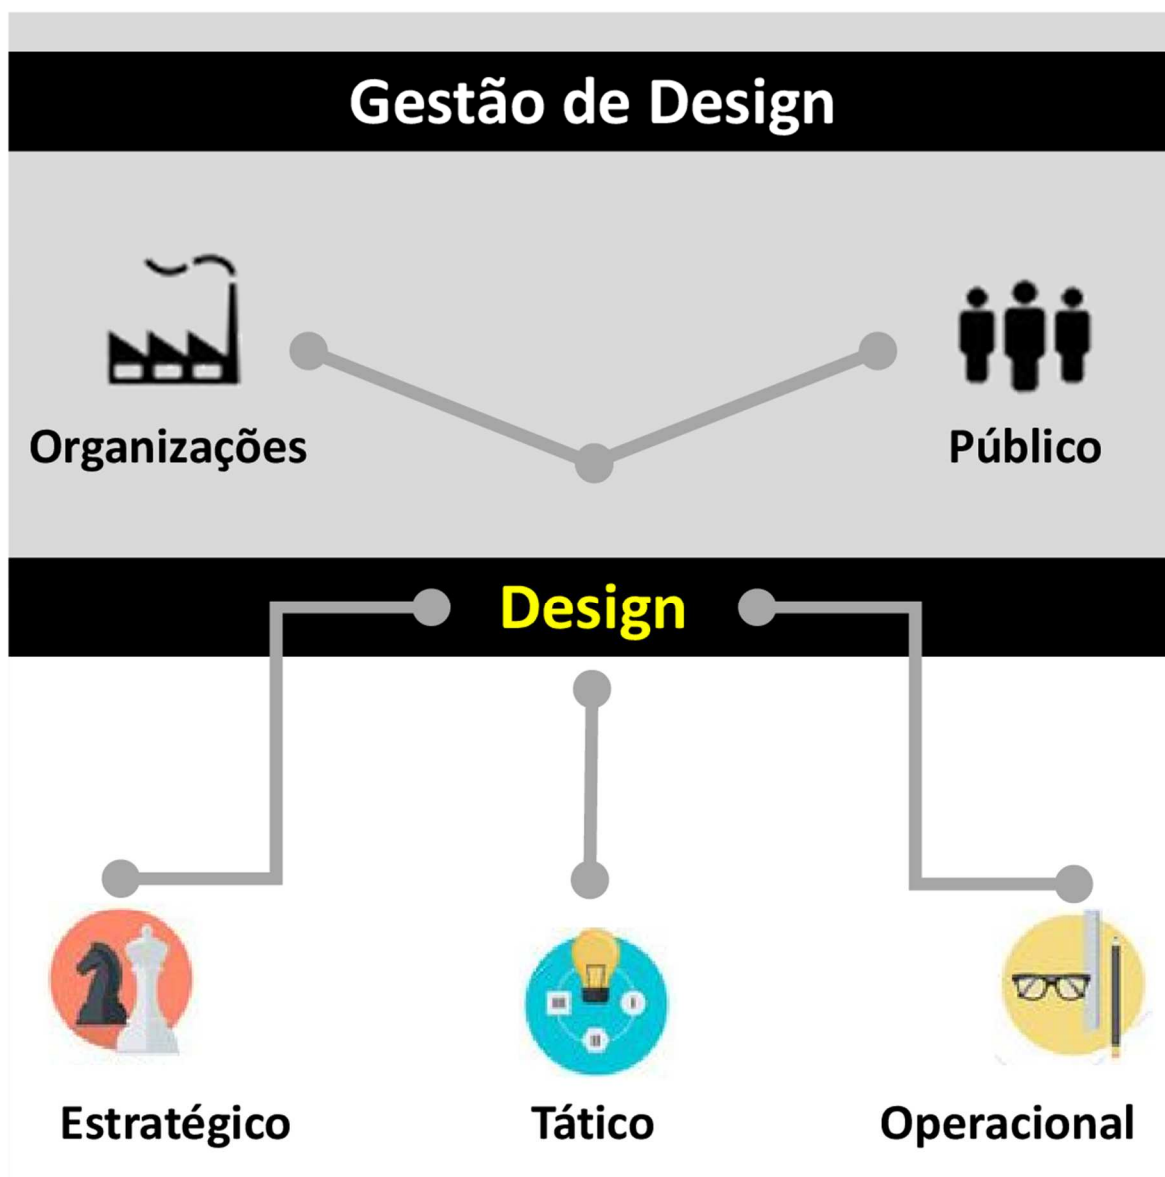 Gestão de Design
Organizações
Público
Design
Estratégico
Tático
Operacional